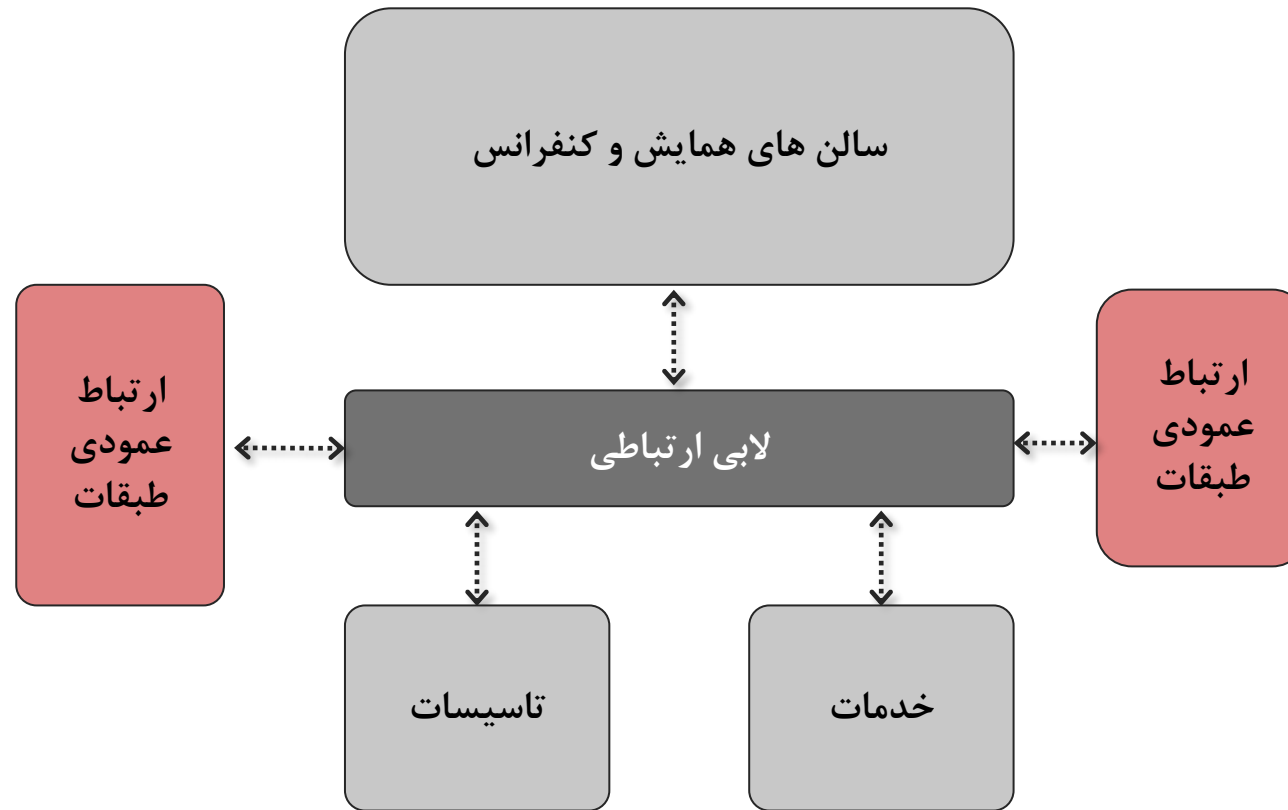 سالن های همایش و کنفرانس
ارتباط
عمودی
طبقات
لابی ارتباطی
ارتباط
عمودی
طبقات
خدمات
تاسیسات